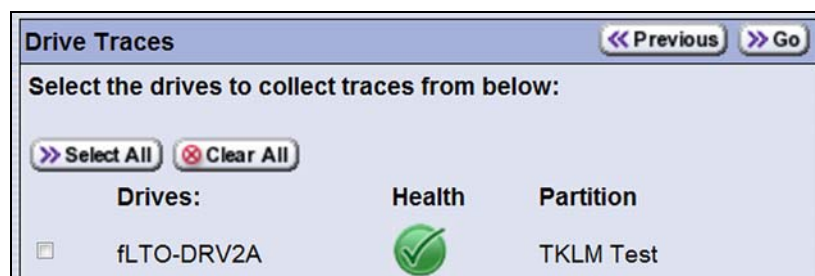 Drive Traces Previous Go
Select the drives to collect traces from below:
Select All Clear All
Drives: Health Partition
fLTO-DRV2A TKLM Test